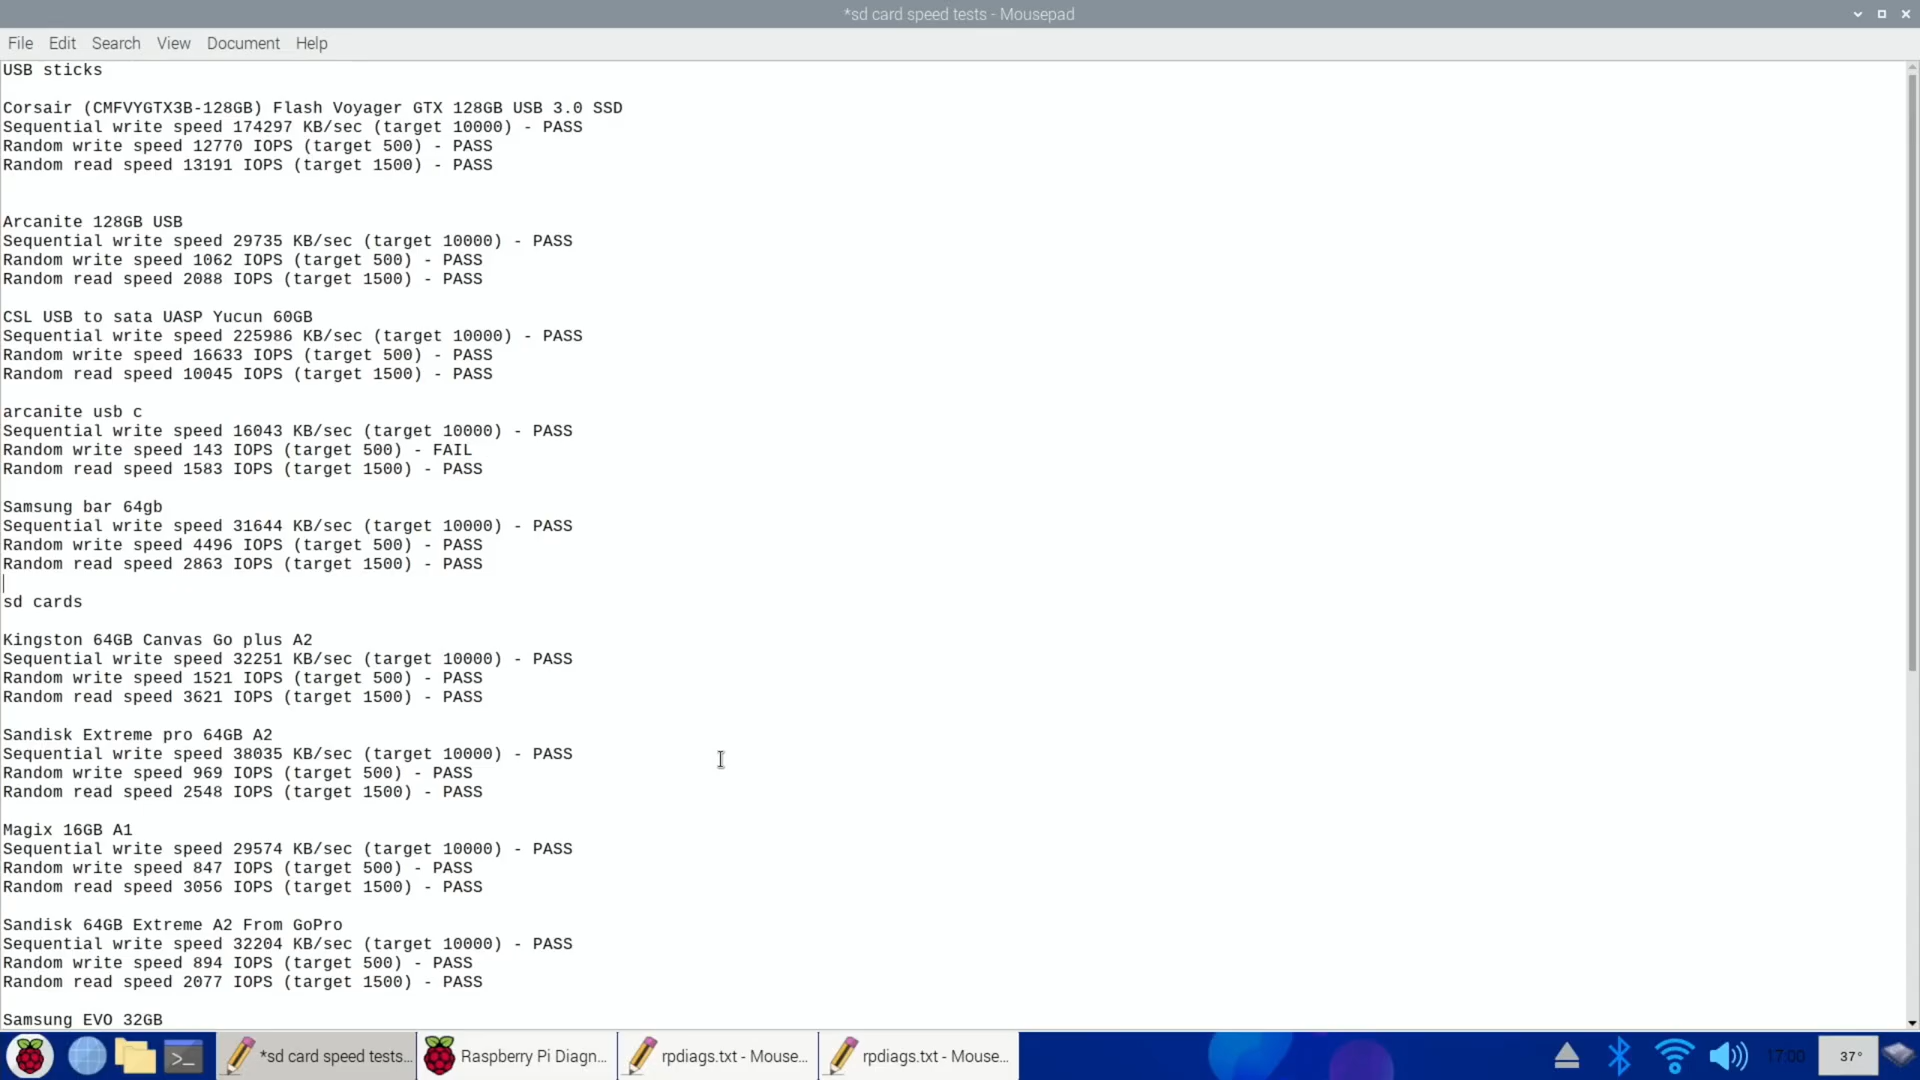 *sd card speed tests - Mousepad
File Edit Search View Document Help
USB sticks
Corsair (CMFVYGTX3B-128GB) Flash Voyager GTX 128GB USB 3.0 SSD
Sequential write speed 174297 KB/sec (target 10000) - PASS
Random write speed 12770 IOPS (target 500) - PASS
Random read speed 13191 IOPS (target 1500) - PASS
Arcanite 128GB USB
Sequential write speed 29735 KB/sec (target 10000) - PASS
Random write speed 1062 IOPS (target 500) - PASS
Random read speed 2088 IOPS (target 1500) - PASS
CSL USB to sata UASP Yucun 60GB
Sequential write speed 225986 KB/sec (target 10000) - PASS
Random write speed 16633 IOPS (target 500) - PASS
Random read speed 10045 IOPS (target 1500) - PASS
arcanite usb c
Sequential write speed 16043 KB/sec (target 10000) - PASS
Random write speed 143 IOPS (target 500) - FAIL
Random read speed 1583 IOPS (target 1500) - PASS
Samsung bar 64gb
Sequential write speed 31644 KB/sec (target 10000) - PASS
Random write speed 4496 IOPS (target 500) - PASS
Random read speed 2863 IOPS (target 1500) - PASS
sd cards
Kingston 64GB Canvas Go plus A2
Sequential write speed 32251 KB/sec (target 10000) - PASS
Random write speed 1521 IOPS (target 500) - PASS
Random read speed 3621 IOPS (target 1500) - PASS
Sandisk Extreme pro 64GB A2
Sequential write speed 38035 KB/sec (target 10000) - PASS
Random write speed 969 IOPS (target 500) - PASS
Random read speed 2548 IOPS (target 1500) - PASS
Magix 16GB A1
Sequential write speed 29574 KB/sec (target 10000) - PASS
Random write speed 847 IOPS (target 500) - PASS
Random read speed 3056 IOPS (target 1500) - PASS
Sandisk 64GB Extreme A2 From GoPro
Sequential write speed 32204 KB/sec (target 10000) - PASS
Random write speed 894 IOPS (target 500) - PASS
Random read speed 2077 IOPS (target 1500) - PASS
Samsung EVO 32GB
*sd card speed tests... Raspberry Pi Diagn... rpdiags.txt - Mouse... rpdiags.txt - Mouse... 17:00 37°